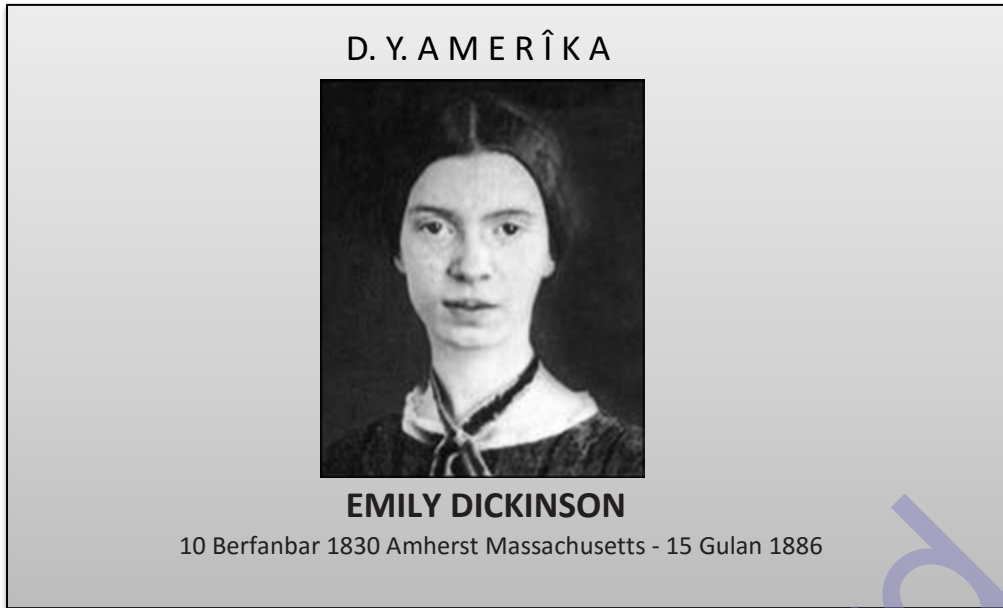 D. Y. A M E R Î K A
EMILY DICKINSON
10 Berfanbar 1830 Amherst Massachusetts - 15 Gulan 1886